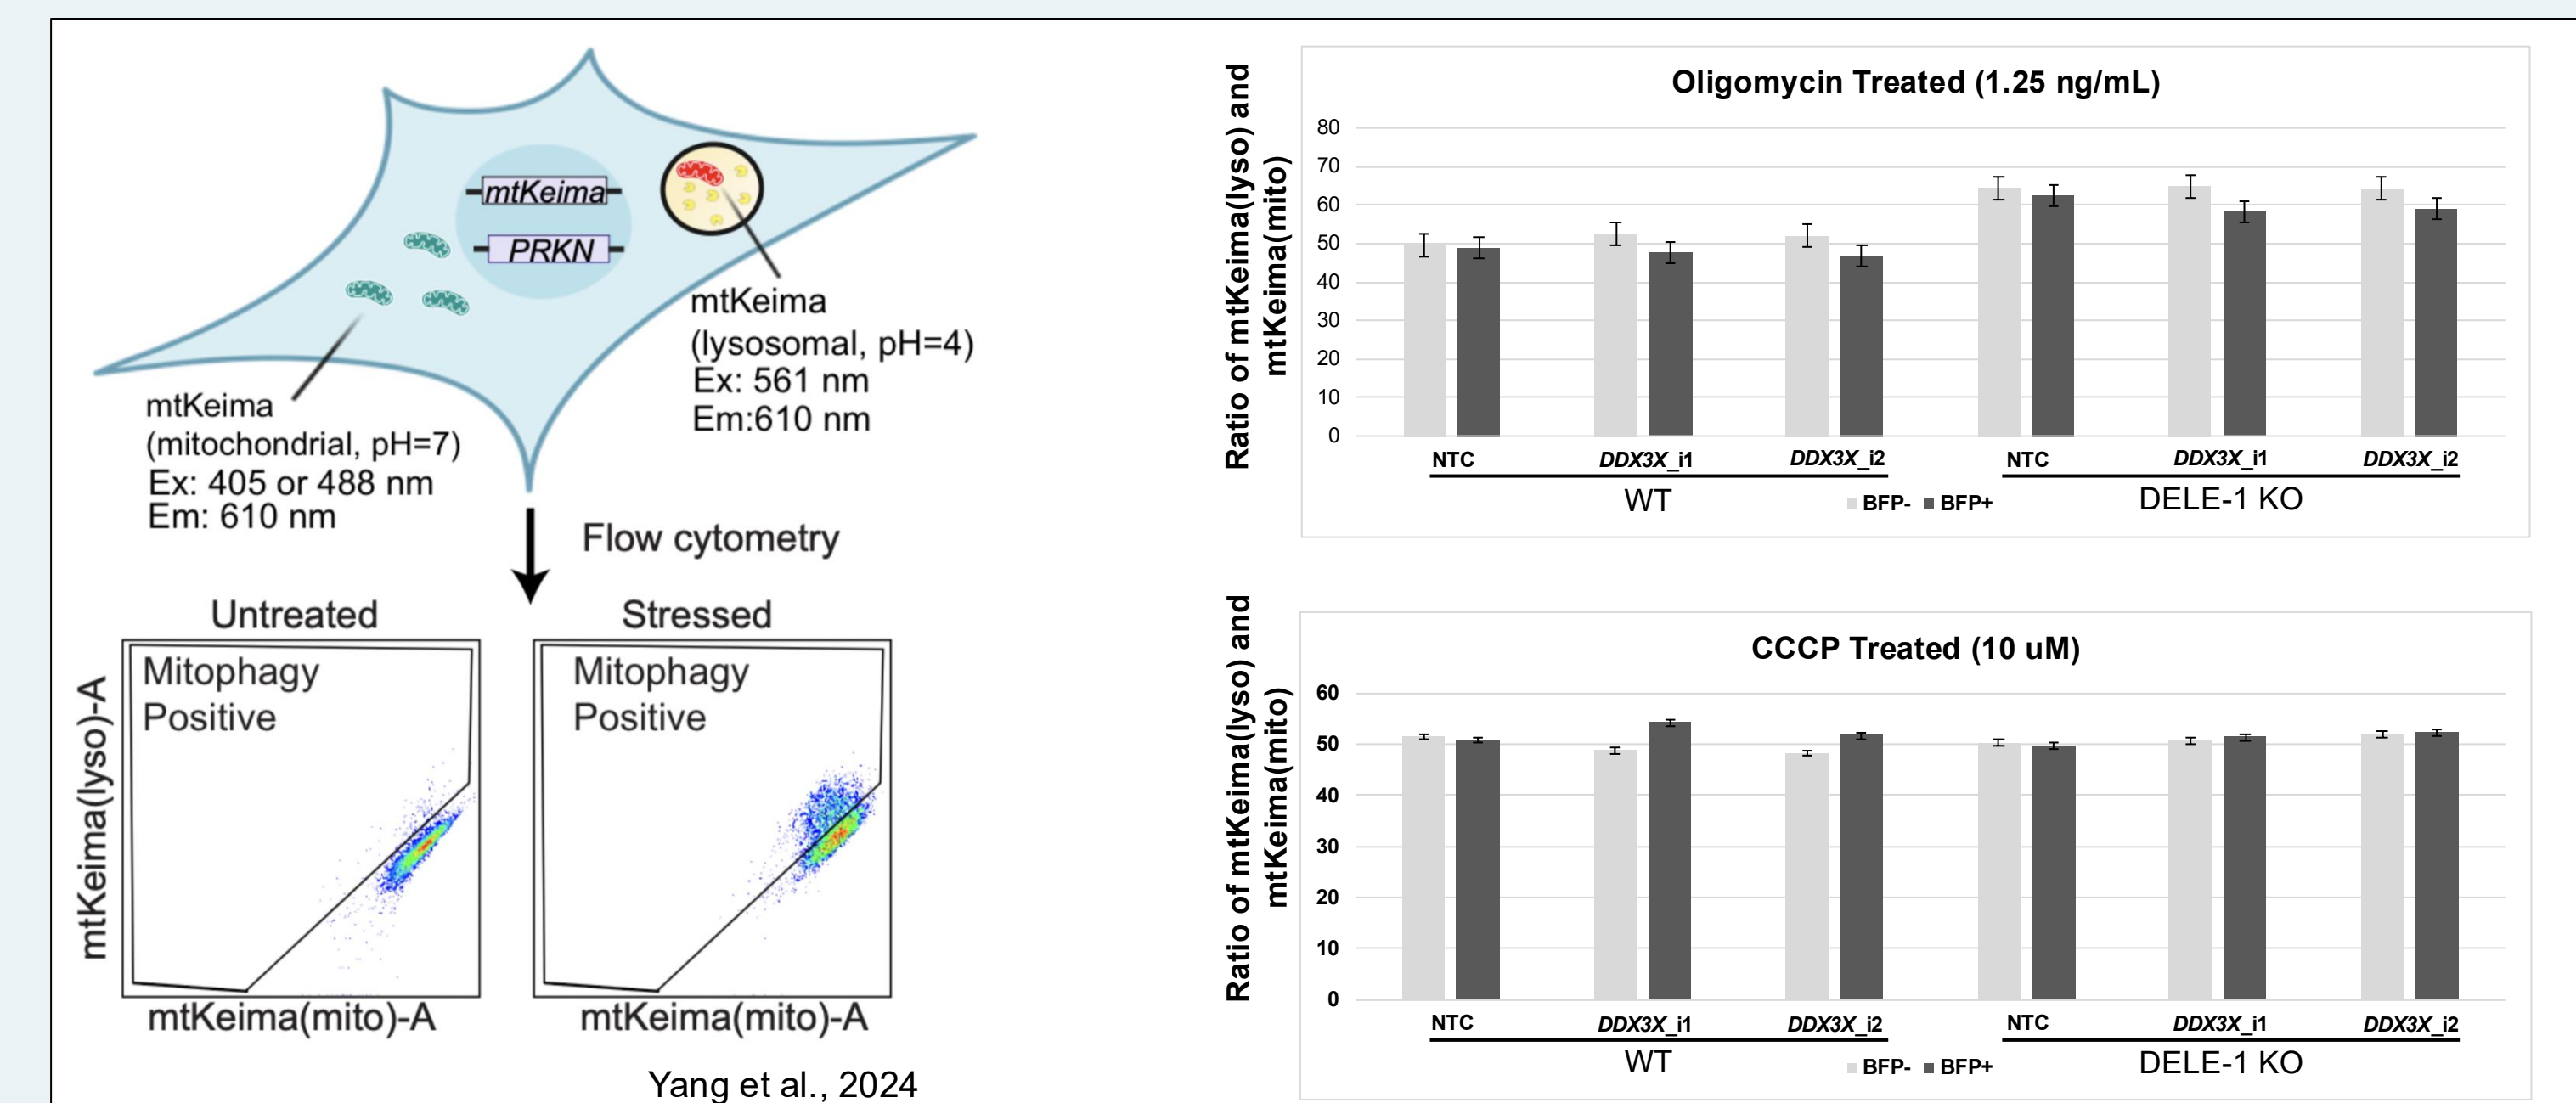 mtKeima
PRKN
mtKeima
(lysosomal, pH=4)
Ex: 561 nm
Em:610 nm
mtKeima
(mitochondrial, pH=7)
Ex: 405 or 488 nm
Em: 610 nm
Flow cytometry
Untreated
Stressed
Mitophagy
Positive
Mitophagy
Positive
mtKeima(lyso)-A
mtKeima(mito)-A
mtKeima(mito)-A
Yang et al., 2024
Ratio of mtKeima(lyso) and
mtKeima(mito)
Oligomycin Treated (1.25 ng/mL)
80
70
60
50
40
30
20
10
0
NTC DDX3X_i1 DDX3X_i2 NTC DDX3X_i1 DDX3X_i2
WT BFP- BFP+ DELE-1 KO
Ratio of mtKeima(lyso) and
mtKeima(mito)
CCCP Treated (10 uM)
60
50
40
30
20
10
0
NTC DDX3X_i1 DDX3X_i2 NTC DDX3X_i1 DDX3X_i2
WT BFP- BFP+ DELE-1 KO